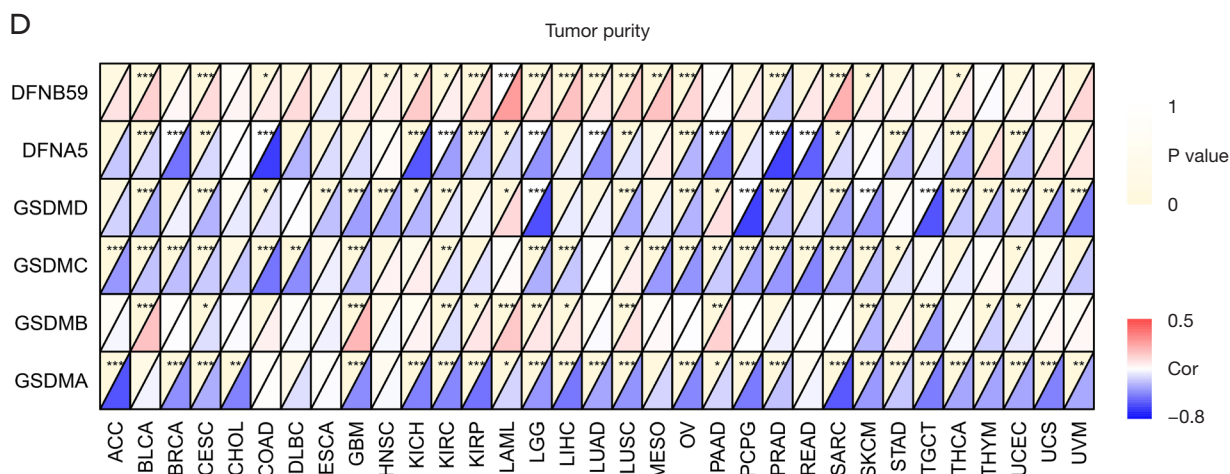 D
Tumor purity
DFNB59 *** *** * * * * *** *** *** *** *** *** ** *** *** *** * *
DFNA5 *** *** ** *** *** *** *** * *** *** ** *** *** *** *** * *** *** ***
GSDMD *** *** * ** *** *** * ** * *** *** *** * *** *** *** *** *** *** ** *** ** ***
GSDMC *** *** *** *** *** ** *** ** *** *** * *** *** ** *** *** *** *** *** * *
GSDMB *** * *** ** * *** ** * *** ** *** *** * *
GSDMA *** *** *** ** *** *** *** *** * *** *** *** *** *** * *** *** *** *** *** *** *** *** *** *** **
ACC BLCA BRCA CESC CHOL COAD DLBC ESCA GBM HNSC KICH KIRC KIRP LAML LGG LIHC LUAD LUSC MESO OV PAAD PCPG PRAD READ SARC SKCM STAD TGCT THCA THYM UCEC UCS UVM
1
P value
0
0.5
Cor
−0.8